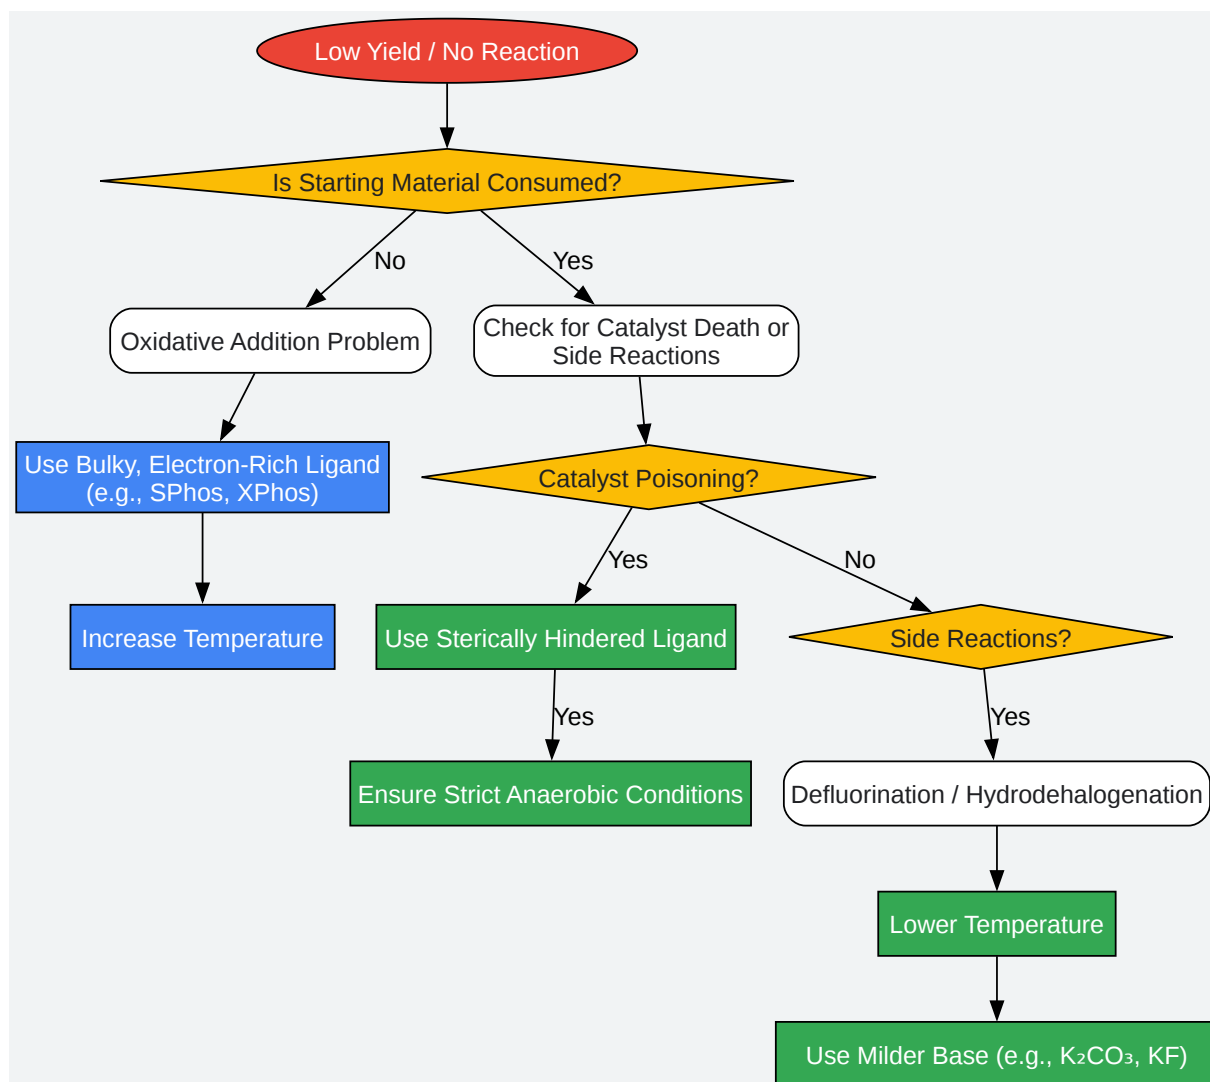 Low Yield / No Reaction
Is Starting Material Consumed?
No
Yes
Oxidative Addition Problem
Check for Catalyst Death or
Side Reactions
Use Bulky, Electron-Rich Ligand
(e.g., SPhos, XPhos)
Catalyst Poisoning?
Yes
No
Increase Temperature
Use Sterically Hindered Ligand
Side Reactions?
Yes
Yes
Ensure Strict Anaerobic Conditions
Defluorination / Hydrodehalogenation
Lower Temperature
Use Milder Base (e.g., K₂CO₃, KF)